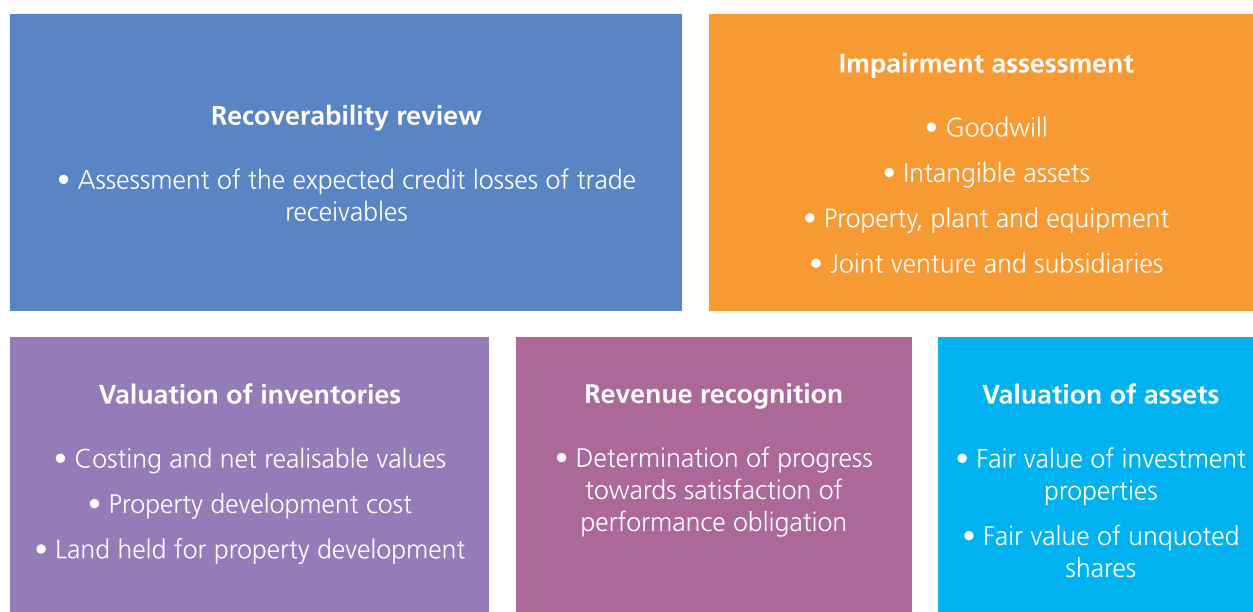 Recoverability review
• Assessment of the expected credit losses of trade
receivables
Impairment assessment
• Goodwill
• Intangible assets
• Property, plant and equipment
• Joint venture and subsidiaries
Valuation of inventories
• Costing and net realisable values
• Property development cost
• Land held for property development
Revenue recognition
• Determination of progress
towards satisfaction of
performance obligation
Valuation of assets
• Fair value of investment
properties
• Fair value of unquoted
shares